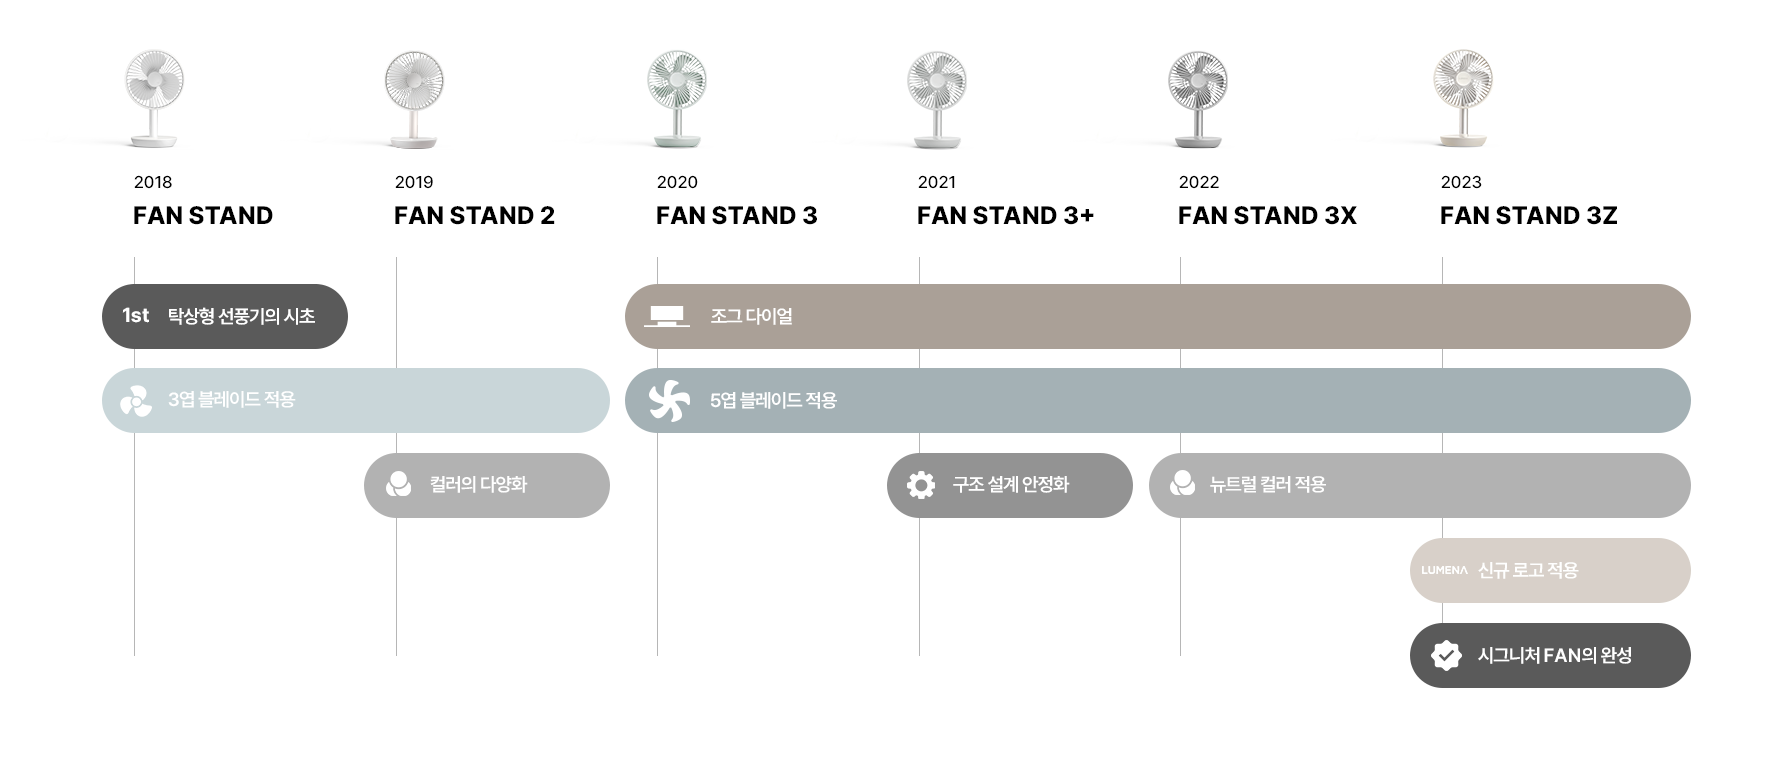 2018
FAN STAND
2019
FAN STAND 2
2020
FAN STAND 3
2021
FAN STAND 3+
2022
FAN STAND 3X
2023
FAN STAND 3Z
1st 탁상형 선풍기의 시초
조그 다이얼
3엽 블레이드 적용
5엽 블레이드 적용
컬러의 다양화
구조 설계 안정화
뉴트럴 컬러 적용
LUMENA 신규 로고 적용
시그니처 FAN의 완성